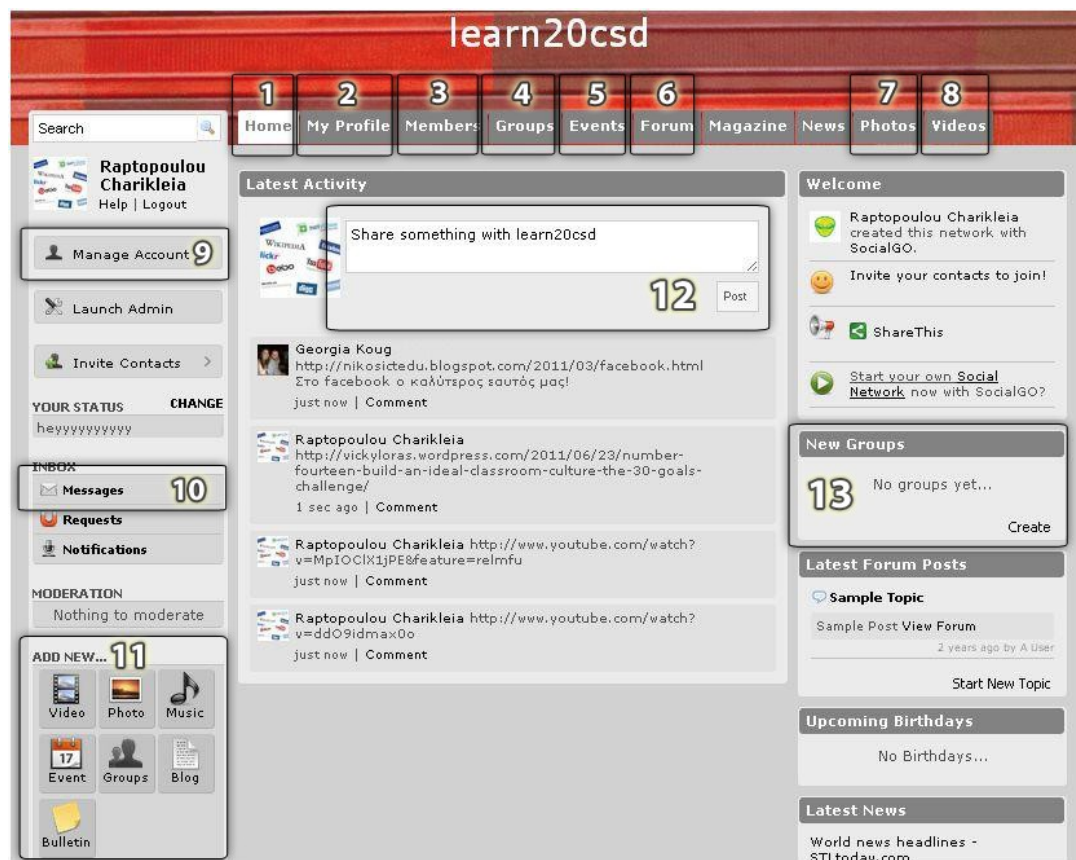 learn20csd
1 2 3 4 5 6 7 8
Home My Profile Members Groups Events Forum Magazine News Photos Videos
Search
Raptopoulou
Charikleia
Help | Logout
Manage Account 9
Launch Admin
Invite Contacts >
YOUR STATUS CHANGE
heyyyyyyyyyy
INBOX
Messages 10
Requests
Notifications
MODERATION
Nothing to moderate
ADD NEW... 11
Video Photo Music
17
Event Groups Blog
Bulletin
Latest Activity
WIKIPEDIA
flickr
YouTube
digg
Share something with learn20csd
12 Post
Georgia Koug
http://nikosictedu.blogspot.com/2011/03/facebook.html
Στο facebook ο καλύτερος εαυτός μας!
just now | Comment
Raptopoulou Charikleia
http://vickyloras.wordpress.com/2011/06/23/number-
fourteen-build-an-ideal-classroom-culture-the-30-goals-
challenge/
1 sec ago | Comment
Raptopoulou Charikleia http://www.youtube.com/watch?
v=MpIOClX1jPE&feature=relmfu
just now | Comment
Raptopoulou Charikleia http://www.youtube.com/watch?
v=ddO9idmax0o
just now | Comment
Welcome
Raptopoulou Charikleia
created this network with
SocialGO.
Invite your contacts to join!
ShareThis
Start your own Social
Network now with SocialGO?
New Groups
13 No groups yet...
Create
Latest Forum Posts
Sample Topic
Sample Post View Forum
2 years ago by A User
Start New Topic
Upcoming Birthdays
No Birthdays...
Latest News
World news headlines -
STLtoday.com